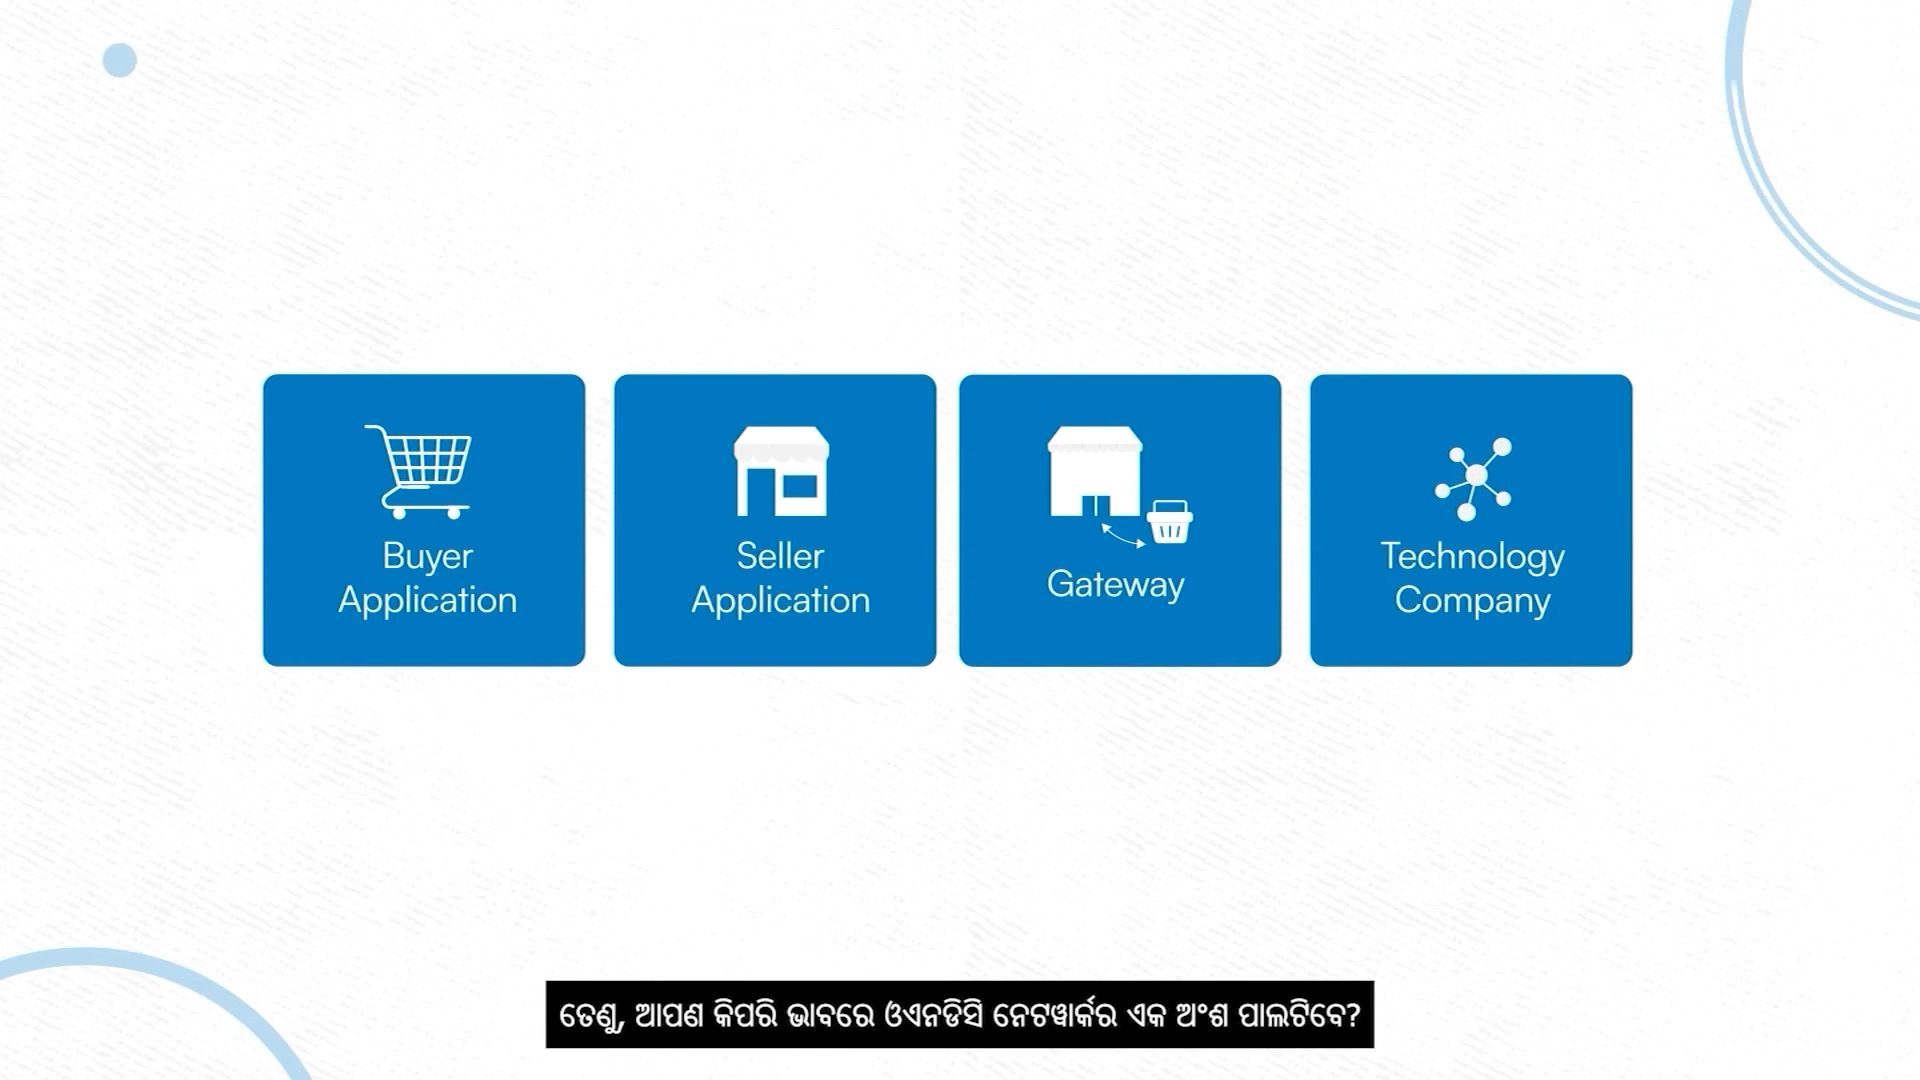 Buyer
Application
Seller
Application
Gateway
Technology
Company
ତେଣୁ, ଆପଣ କିପରି ଭାବରେ ଓଏନଡିସି ନେଟୱାର୍କର ଏକ ଅଂଶ ପାଲଟିବେ?